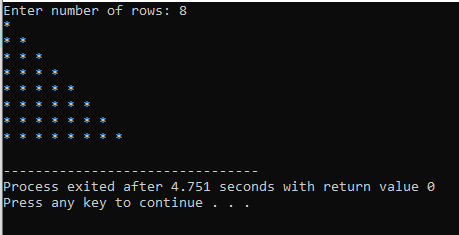 Enter number of rows: 8
*
* *
* * *
* * * *
* * * * *
* * * * * *
* * * * * * *
* * * * * * * *
--------------------------------
Process exited after 4.751 seconds with return value 0
Press any key to continue . . .